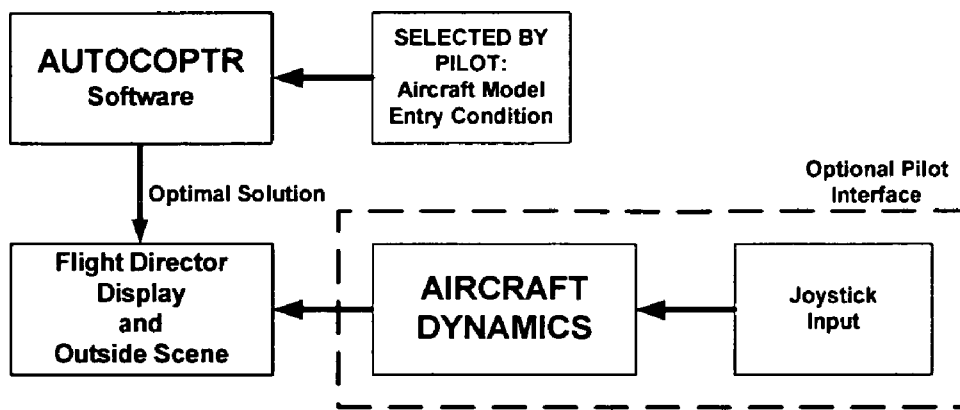 AUTOCOPTR
Software
SELECTED BY
PILOT:
Aircraft Model
Entry Condition
Optimal Solution
Optional Pilot
Interface
Flight Director
Display
and
Outside Scene
AIRCRAFT
DYNAMICS
Joystick
Input